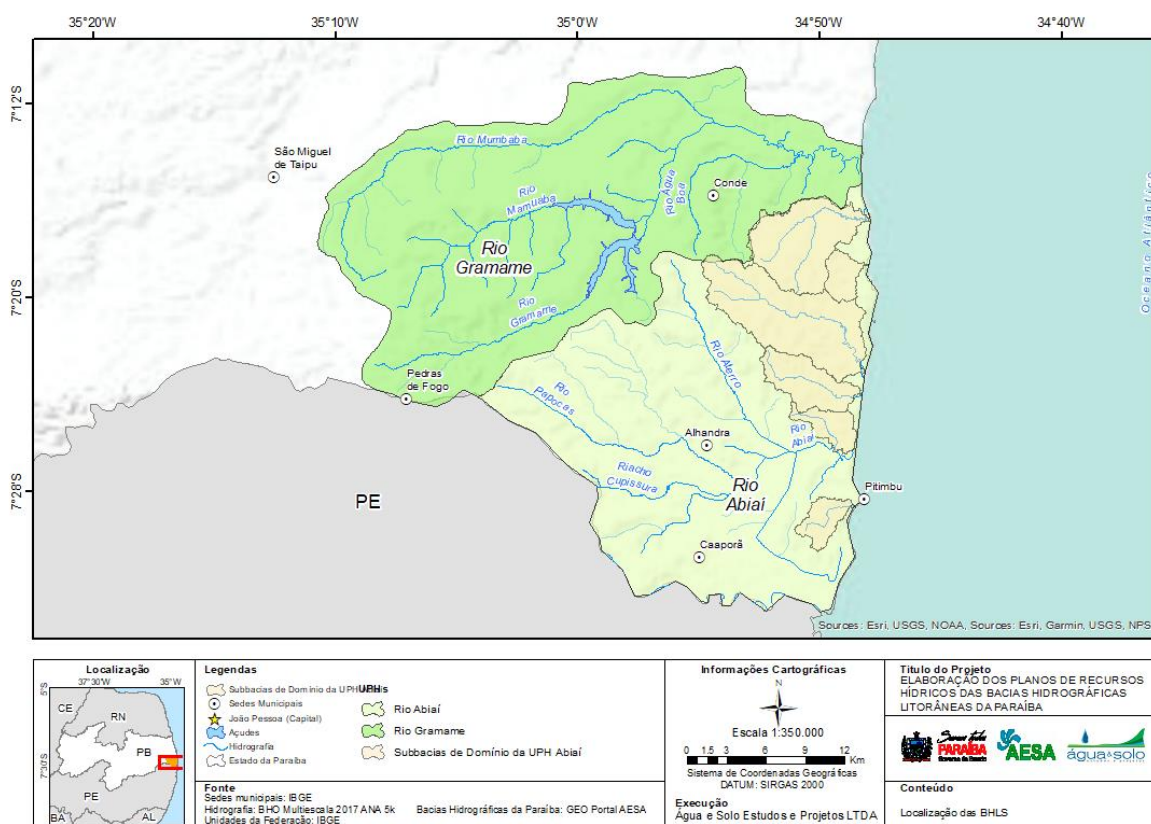 35°20'W
35°10'W
35°0'W
34°50'W
34°40'W
7°12'S
7°20'S
7°28'S
São Miguel
de Taipu
Rio Mumbaba
Rio
Mamuaba
Rio Água
Boa
Conde
Rio
Gramame
Rio
Gramame
Oceano Atlântico
Pedras
de Fogo
Rio Aterro
Rio
Papocas
Alhandra
Rio
Abiaí
Riacho
Cupissura
Rio
Abiaí
Pitimbu
PE
Caaporã
Sources: Esri, USGS, NOAA, Sources: Esri, Garmin, USGS, NPS
Localização
37°30'W
35°W
5°S
7°30'S
CE
RN
PB
PE
BA
AL
Legendas
Subbacias de Domínio da UPH
Sedes Municipais
João Pessoa (Capital)
Açudes
Hidrografia
Estado da Paraíba
UPH
Rio Abiaí
Rio Gramame
Subbacias de Domínio da UPH Abiaí
Fonte
Sedes municipais: IBGE
Hidrografia: BHO Multiescala 2017 ANA 5k
Unidades da Federação: IBGE
Bacias Hidrográficas da Paraíba: GEO Portal AESA
Informações Cartográficas
N
Escala 1:350.000
0 1.5 3 6 9 12
Km
Sistema de Coordenadas Geográficas
DATUM: SIRGAS 2000
Execução
Água e Solo Estudos e Projetos LTDA
Título do Projeto
ELABORAÇÃO DOS PLANOS DE RECURSOS
HÍDRICOS DAS BACIAS HIDROGRÁFICAS
LITORÂNEAS DA PARAÍBA
PARAÍBA
Governo do Estado
AESA
água&solo
Conteúdo
Localização das BHLS